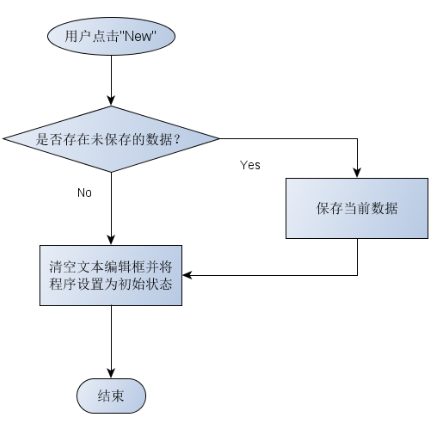 用户点击"New"
是否存在未保存的数据？
Yes
No
保存当前数据
清空文本编辑框并将
程序设置为初始状态
结束